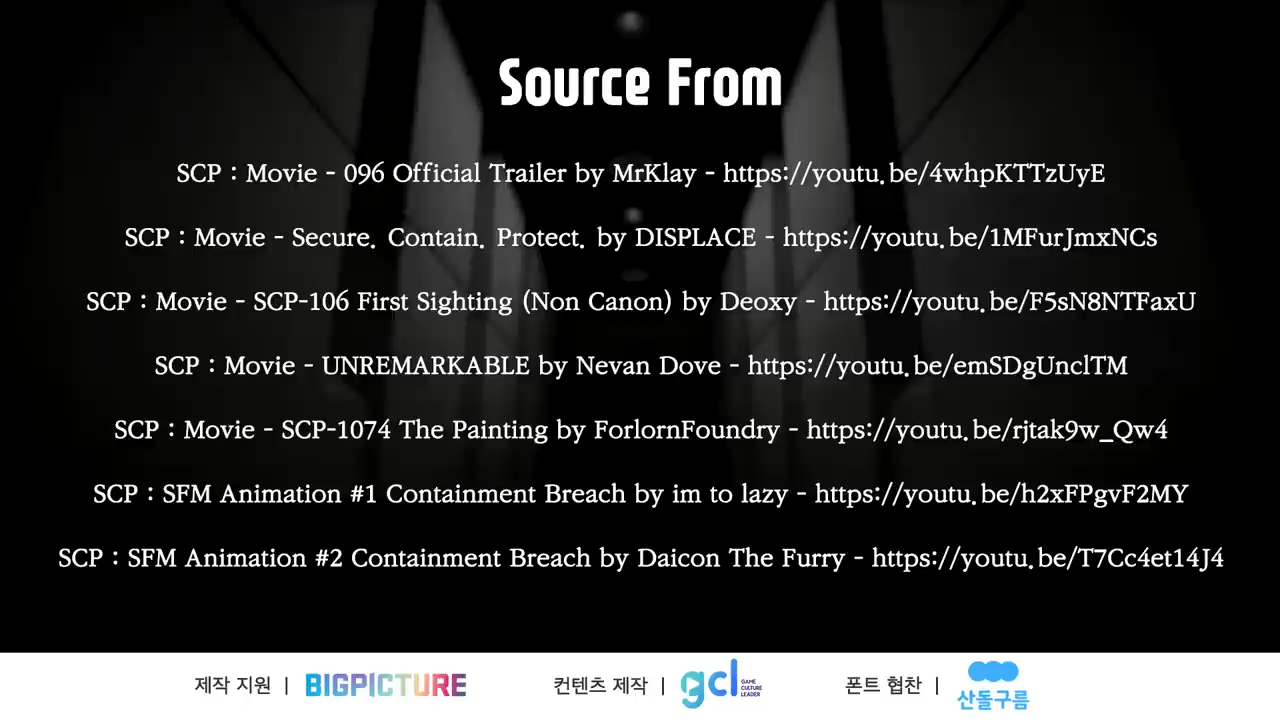 Source From
SCP : Movie - 096 Official Trailer by MrKlay - https://youtu.be/4whpKTTzUyE
SCP : Movie - Secure. Contain. Protect. by DISPLACE - https://youtu.be/1MFurJmxNCs
SCP : Movie - SCP-106 First Sighting (Non Canon) by Deoxy - https://youtu.be/F5sN8NTFaxU
SCP : Movie - UNREMARKABLE by Nevan Dove - https://youtu.be/emSDgUnclTM
SCP : Movie - SCP-1074 The Painting by ForlornFoundry - https://youtu.be/rjtak9w_Qw4
SCP : SFM Animation #1 Containment Breach by im to lazy - https://youtu.be/h2xFPgvF2MY
SCP : SFM Animation #2 Containment Breach by Daicon The Furry - https://youtu.be/T7Cc4et14J4
제작 지원 | BIGPICTURE
컨텐츠 제작 | gcl GAME CULTURE LEADER
폰트 협찬 | 산돌구름